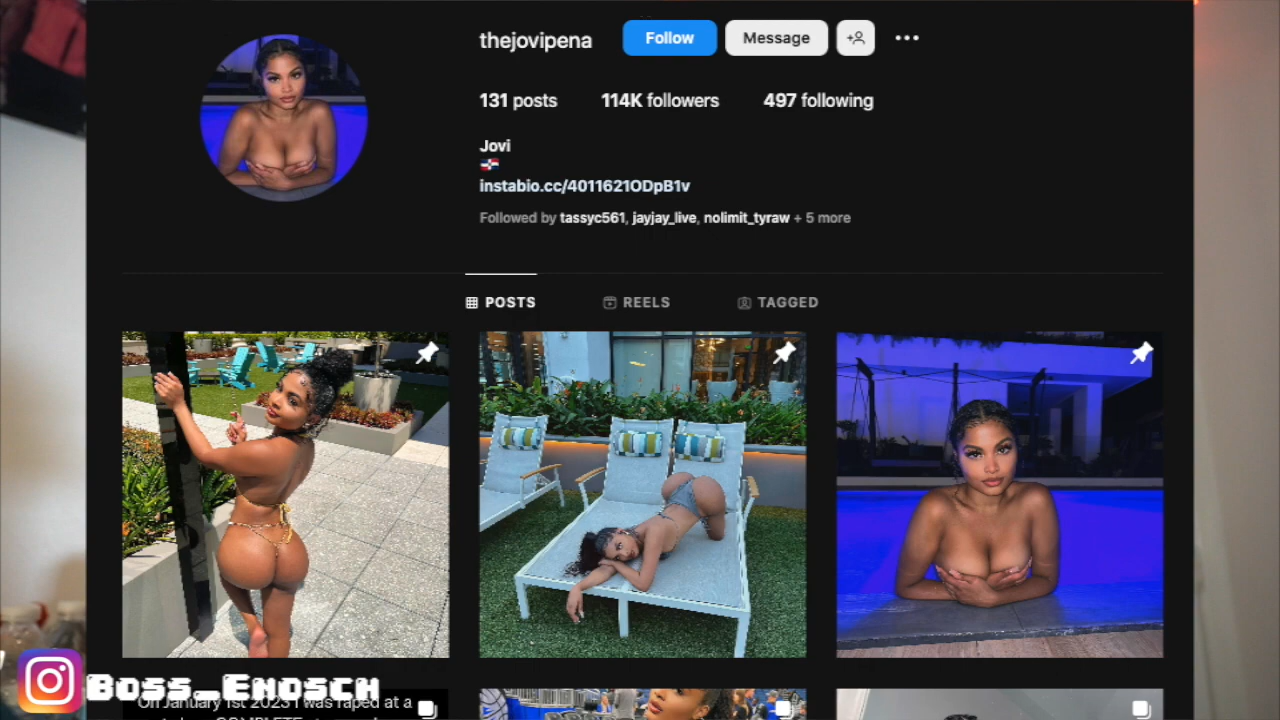 thejovipena
Follow
Message
131 posts
114K followers
497 following
Jovi
instabio.cc/4011621ODpB1v
Followed by tassyc561, jayjay_live, nolimit_tyraw + 5 more
POSTS
REELS
TAGGED
Boss_Enosch
On January 1st 2023 I was raped at a
COMPLETE